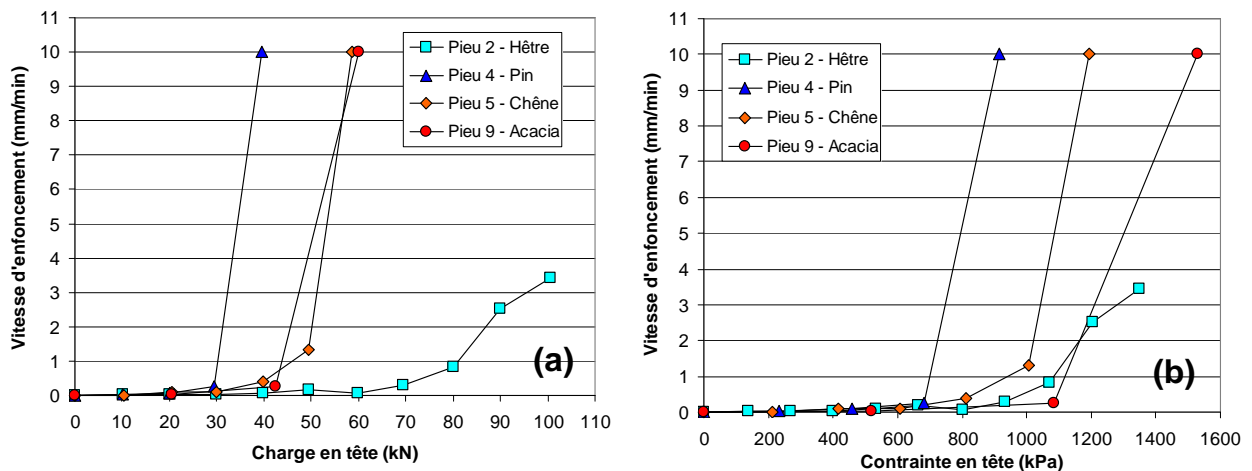 11
10
9
8
7
6
5
4
3
2
1
0
Vitesse d'enfoncement (mm/min)
Pieu 2 - Hêtre
Pieu 4 - Pin
Pieu 5 - Chêne
Pieu 9 - Acacia
(a)
0 10 20 30 40 50 60 70 80 90 100 110
Charge en tête (kN)
11
10
9
8
7
6
5
4
3
2
1
0
Vitesse d'enfoncement (mm/min)
Pieu 2 - Hêtre
Pieu 4 - Pin
Pieu 5 - Chêne
Pieu 9 - Acacia
(b)
0 200 400 600 800 1000 1200 1400 1600
Contrainte en tête (kPa)